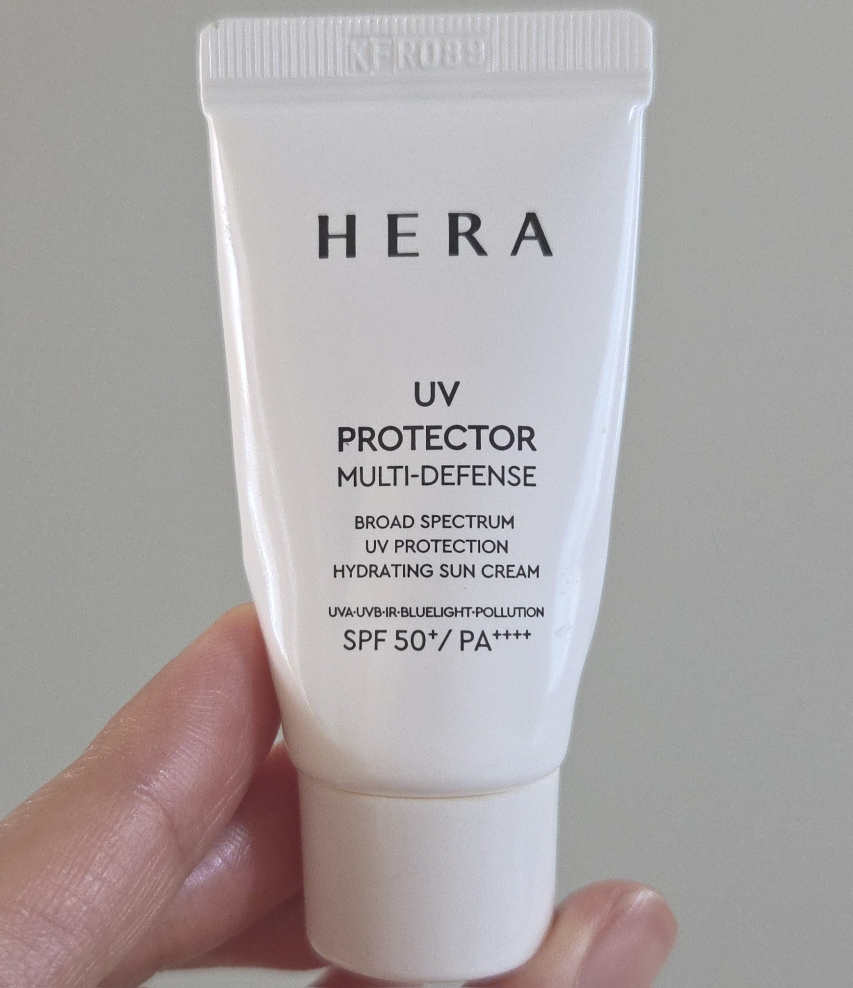 KFR089
HERA
UV
PROTECTOR
MULTI-DEFENSE
BROAD SPECTRUM
UV PROTECTION
HYDRATING SUN CREAM
UVA·UVB·IR·BLUELIGHT·POLLUTION
SPF 50⁺/ PA⁺⁺⁺⁺